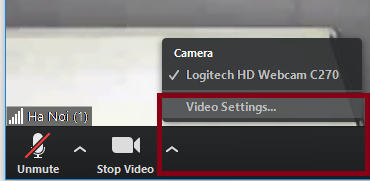 Camera
✓ Logitech HD Webcam C270
Video Settings...
Ha Noi (1)
Unmute
Stop Video